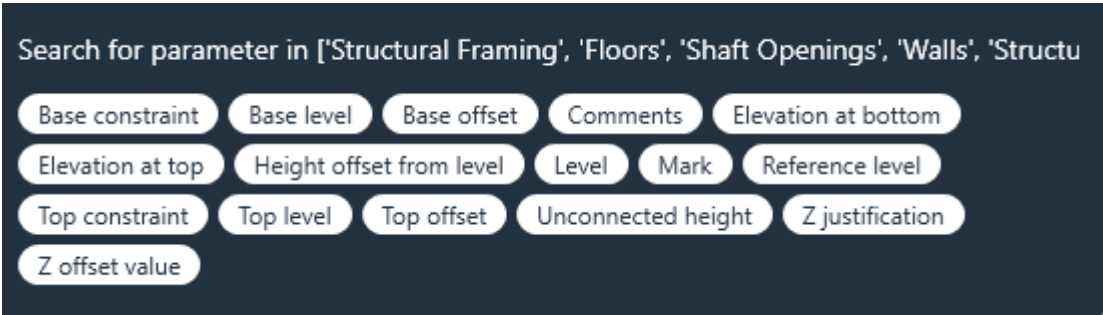 Search for parameter in ['Structural Framing', 'Floors', 'Shaft Openings', 'Walls', 'Structu
Base constraint Base level Base offset Comments Elevation at bottom
Elevation at top Height offset from level Level Mark Reference level
Top constraint Top level Top offset Unconnected height Z justification
Z offset value